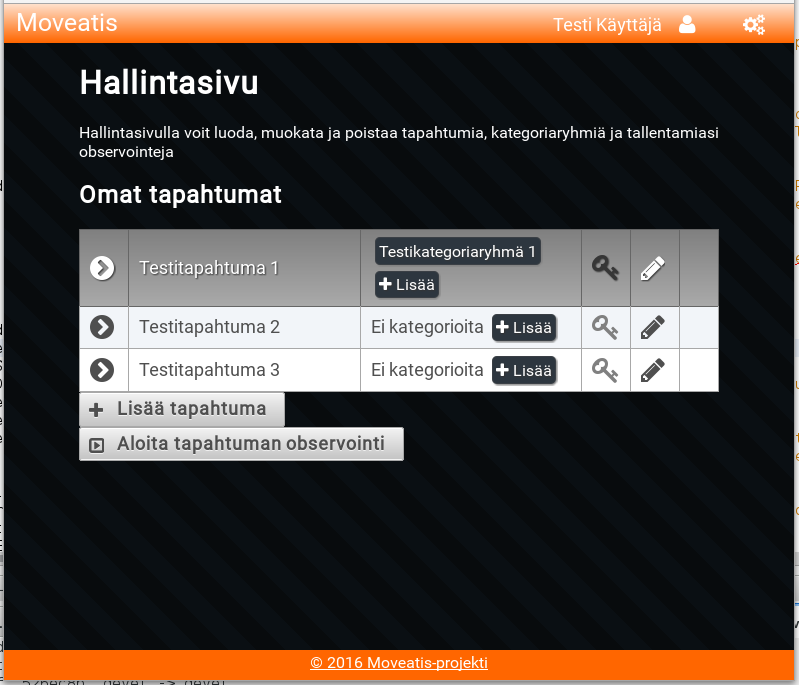 Moveatis
Testi Käyttäjä
Hallintasivu
Hallintasivulla voit luoda, muokata ja poistaa tapahtumia, kategoriaryhmiä ja tallentamiasi
observointeja
Omat tapahtumat
Testitapahtuma 1
Testikategoriaryhmä 1
Lisää
Testitapahtuma 2
Ei kategorioita
Lisää
Testitapahtuma 3
Ei kategorioita
Lisää
Lisää tapahtuma
Aloita tapahtuman observointi
© 2016 Moveatis-projekti